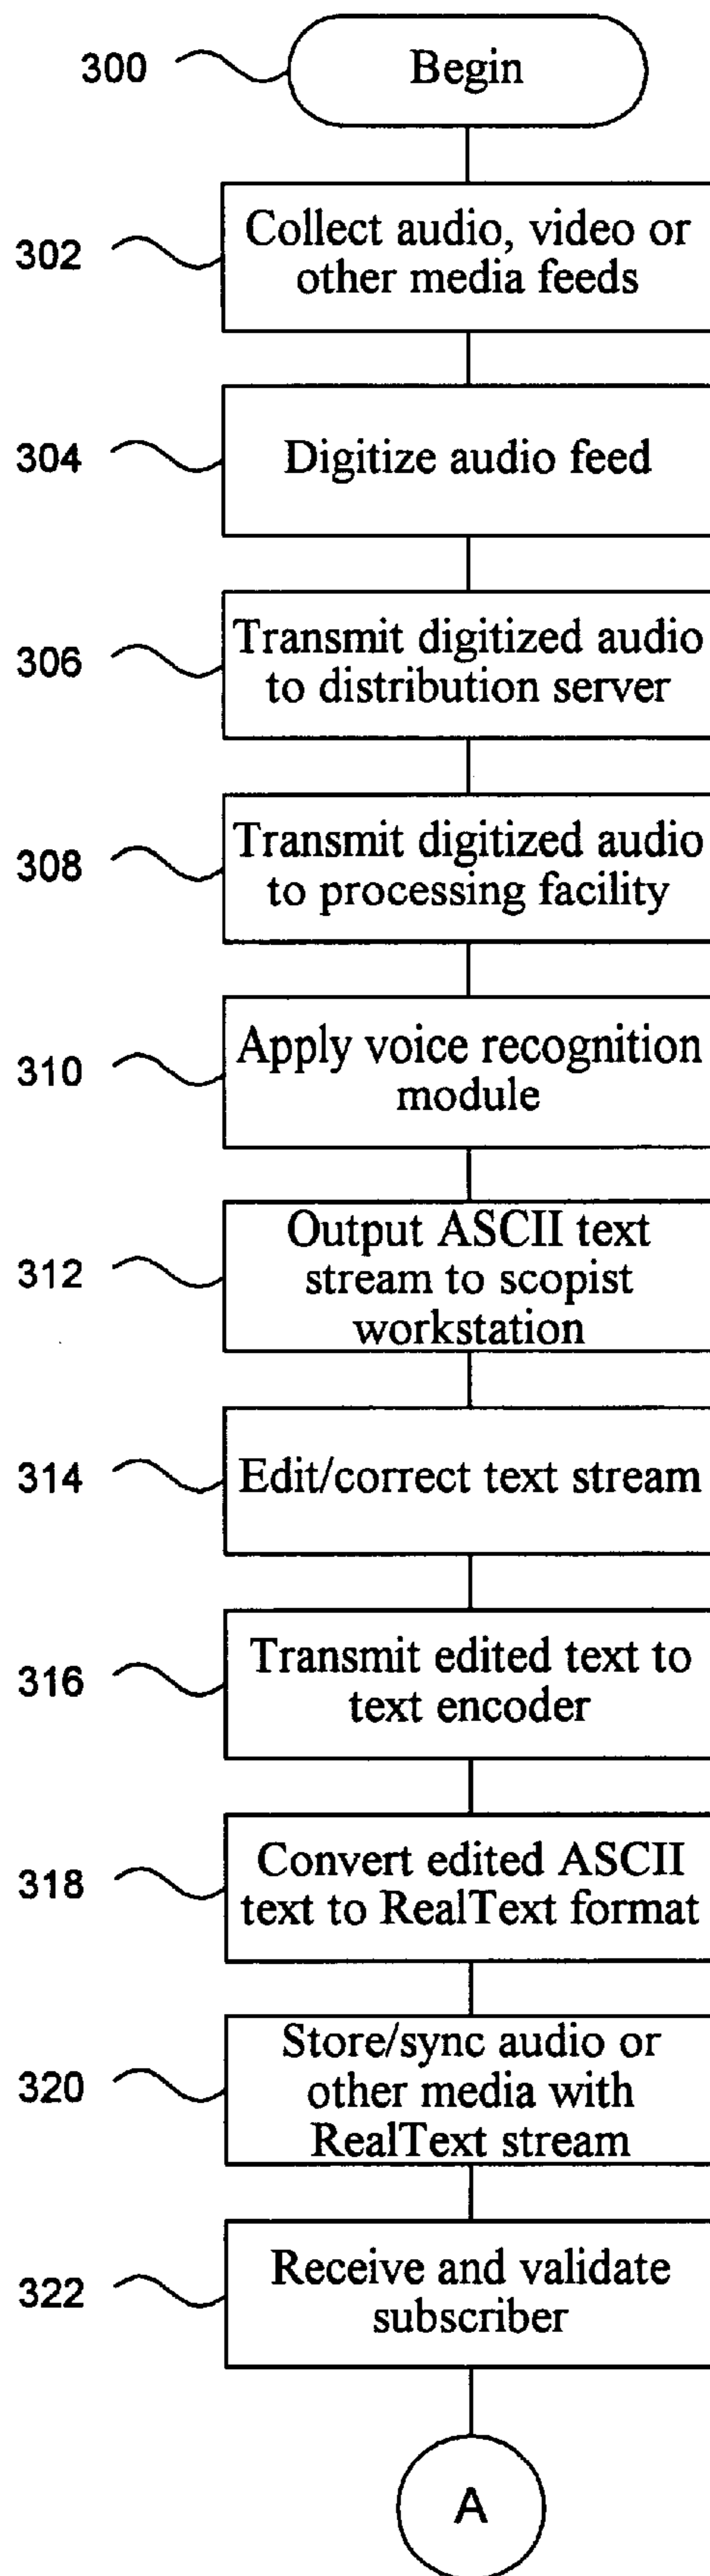 300
Begin
302
Collect audio, video or
other media feeds
304
Digitize audio feed
306
Transmit digitized audio
to distribution server
308
Transmit digitized audio
to processing facility
310
Apply voice recognition
module
312
Output ASCII text
stream to scopist
workstation
314
Edit/correct text stream
316
Transmit edited text to
text encoder
318
Convert edited ASCII
text to RealText format
320
Store/sync audio or
other media with
RealText stream
322
Receive and validate
subscriber
A